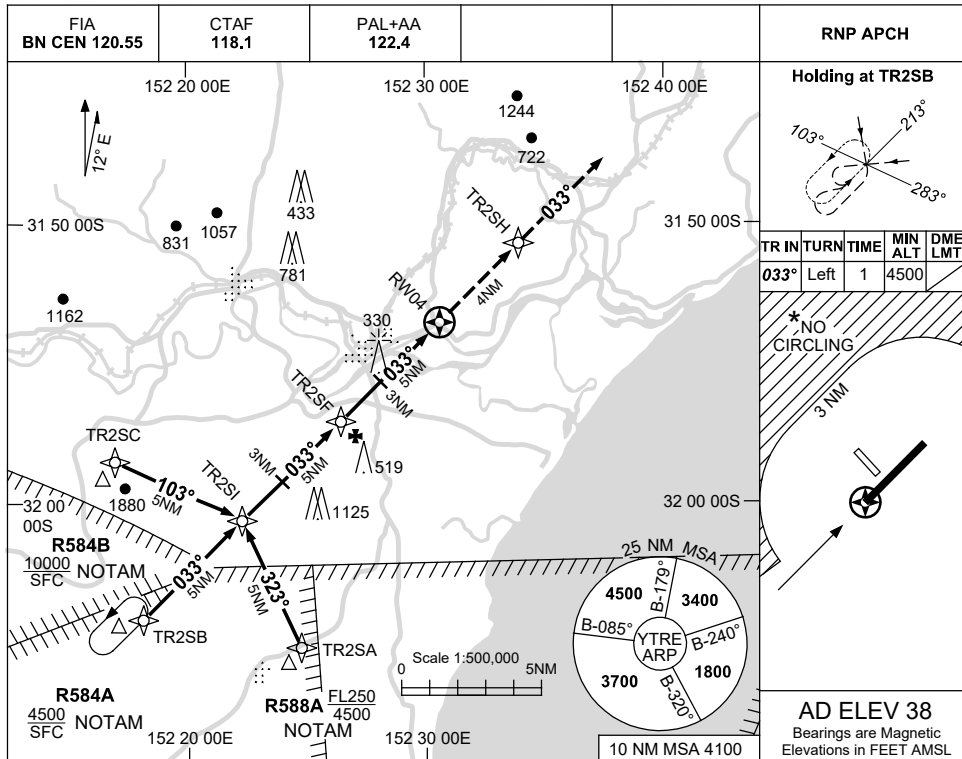 FIA
BN CEN 120.55
CTAF
118.1
PAL+AA
122.4
RNP APCH
152 20 00E
152 30 00E
152 40 00E
12° E
1244
722
433
831
1057
781
31 50 00S
31 50 00S
1162
330
TR2SH
033°
4NM
RW04
033°
5NM
3NM
TR2SF
519
TR2SC
TR2SI
3NM
033°
5NM
103°
5NM
1880
1125
32 00
00S
32 00 00S
R584B
10000
SFC
NOTAM
033°
5NM
323°
5NM
TR2SB
TR2SA
R584A
4500
SFC
NOTAM
R588A
FL250
4500
NOTAM
0
Scale 1:500,000
5NM
25 NM MSA
4500
B-179°
3400
B-085°
YTRE
ARP
B-240°
3700
B-320°
1800
152 20 00E
152 30 00E
10 NM MSA 4100
Holding at TR2SB
213°
103°
283°
TR IN
TURN
TIME
MIN
ALT
DME
LMT
033°
Left
1
4500
*NO
CIRCLING
3 NM
AD ELEV 38
Bearings are Magnetic
Elevations in FEET AMSL